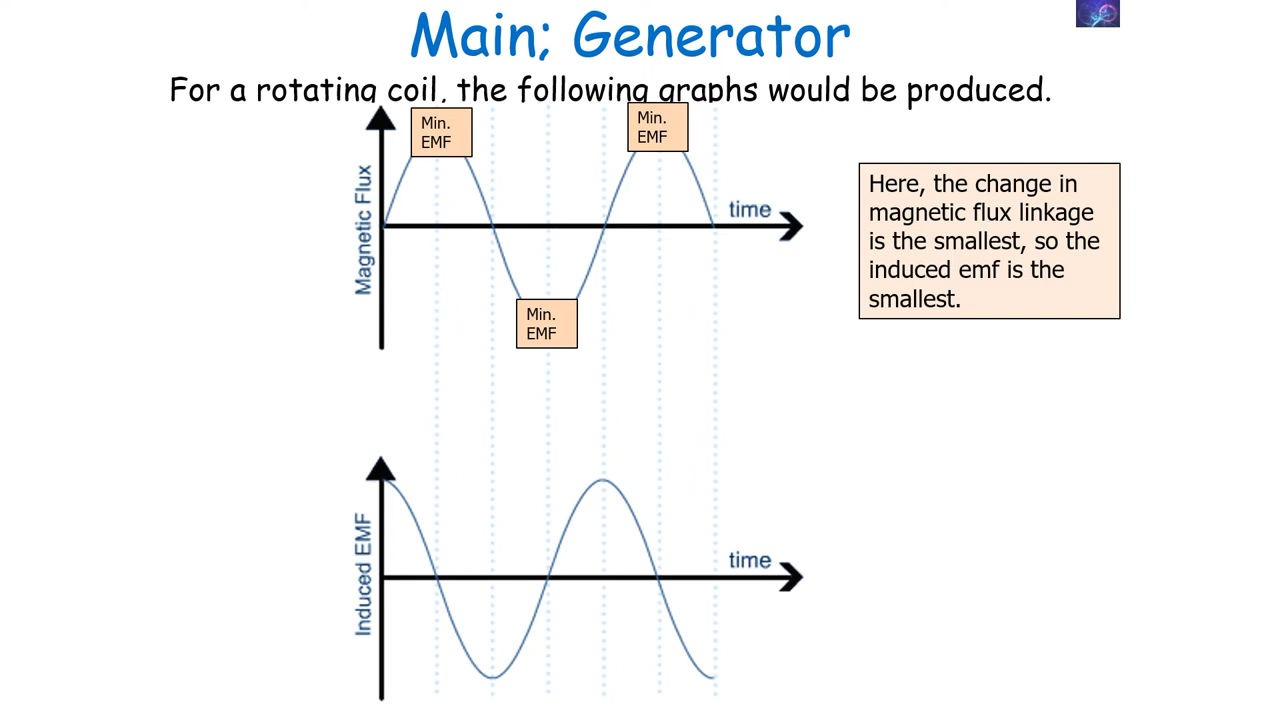 Main; Generator
For a rotating coil, the following graphs would be produced.
Min.
EMF
Min.
EMF
Magnetic Flux
time
Here, the change in
magnetic flux linkage
is the smallest, so the
induced emf is the
smallest.
Min.
EMF
Induced EMF
time